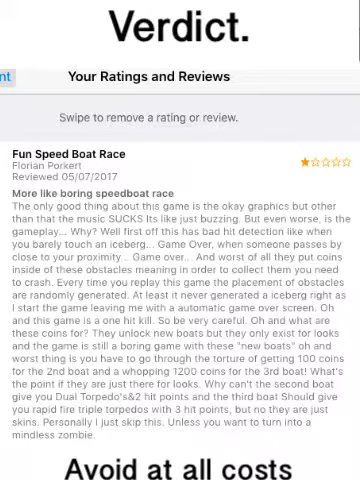 Verdict.
nt
Your Ratings and Reviews
Swipe to remove a rating or review.
Fun Speed Boat Race
Florian Porkert
Reviewed 05/07/2017
More like boring speedboat race
The only good thing about this game is the okay graphics but other
than that the music SUCKS Its like just buzzing. But even worse, is the
gameplay... Why? Well first off this has bad hit detection like when
you barely touch an iceberg... Game Over, when someone passes by
close to your proximity... Game over... And worst of all they put coins
inside of these obstacles meaning in order to collect them you need
to crash. Every time you replay this game the placement of obstacles
are randomly generated. At least it never generated a iceberg right as
I start the game leaving me with a automatic game over screen. Oh
and this game is a one hit kill. So be very careful. Oh and what are
these coins for? They unlock new boats but they only exist for looks
and the game is still a boring game with these "new boats" oh and
worst thing is you have to go through the torture of getting 100 coins
for the 2nd boat and a whopping 1200 coins for the 3rd boat! What's
the point if they are just there for looks. Why can't the second boat
give you Dual Torpedo's&2 hit points and the third boat Should give
you rapid fire triple torpedos with 3 hit points, but no they are just
skins. Personally I just skip this. Unless you want to turn into a
mindless zombie.
Avoid at all costs